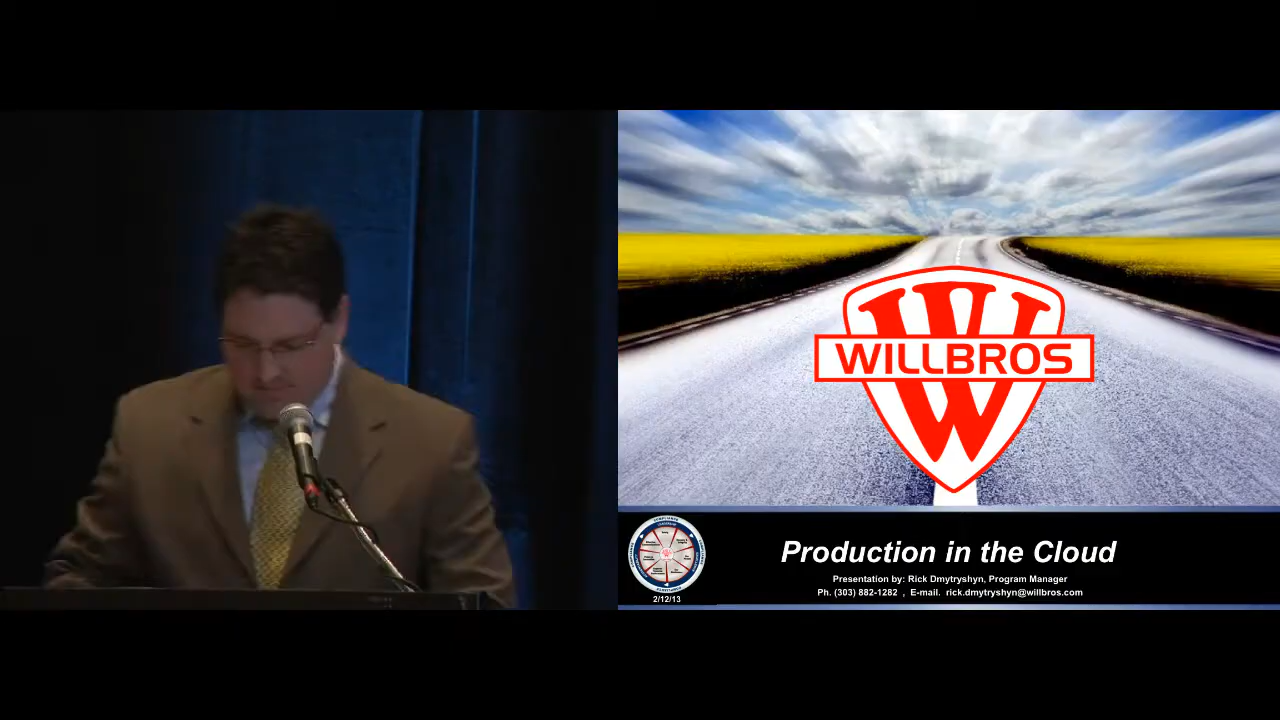 WILLBROS
Production in the Cloud
Presentation by: Rick Dmytryshyn, Program Manager
Ph. (303) 882-1282 , E-mail. rick.dmytryshyn@willbros.com
2/12/13